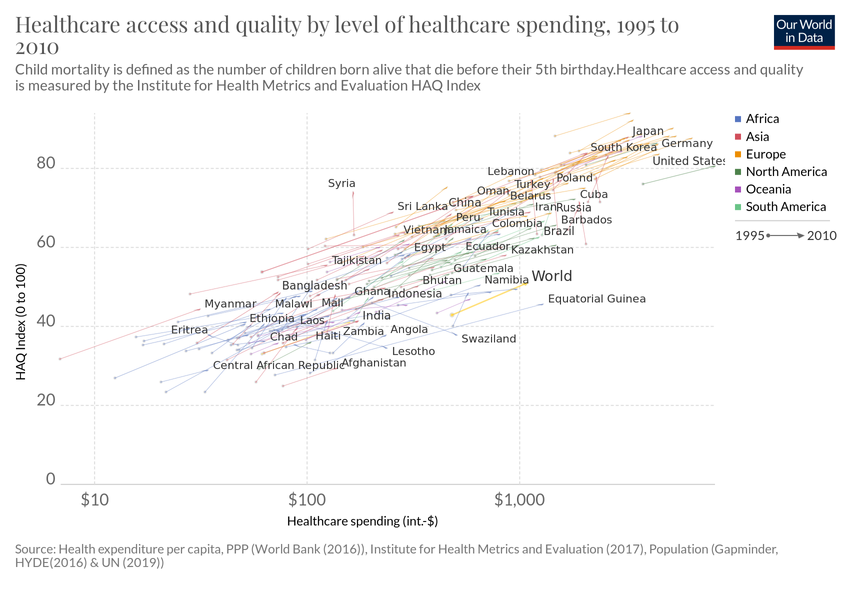 Healthcare access and quality by level of healthcare spending, 1995 to
2010
Our World
in Data
Child mortality is defined as the number of children born alive that die before their 5th birthday.Healthcare access and quality
is measured by the Institute for Health Metrics and Evaluation HAQ Index
HAQ Index (0 to 100)
80
60
40
20
0
$10
$100
$1,000
Healthcare spending (int.-$)
Japan
South Korea
Germany
United States
Lebanon
Poland
Syria
Turkey
Oman
Belarus
Cuba
Sri Lanka
China
Iran
Russia
Tunisia
Peru
Barbados
Colombia
Vietnam
Jamaica
Brazil
Egypt
Ecuador
Kazakhstan
Tajikistan
Guatemala
World
Bhutan
Namibia
Bangladesh
Ghana
Indonesia
Equatorial Guinea
Myanmar
Malawi
Mali
Ethiopia
Laos
India
Eritrea
Chad
Haiti
Zambia
Angola
Swaziland
Lesotho
Central African Republic
Afghanistan
Africa
Asia
Europe
North America
Oceania
South America
1995
2010
Source: Health expenditure per capita, PPP (World Bank (2016)), Institute for Health Metrics and Evaluation (2017), Population (Gapminder,
HYDE(2016) & UN (2019))